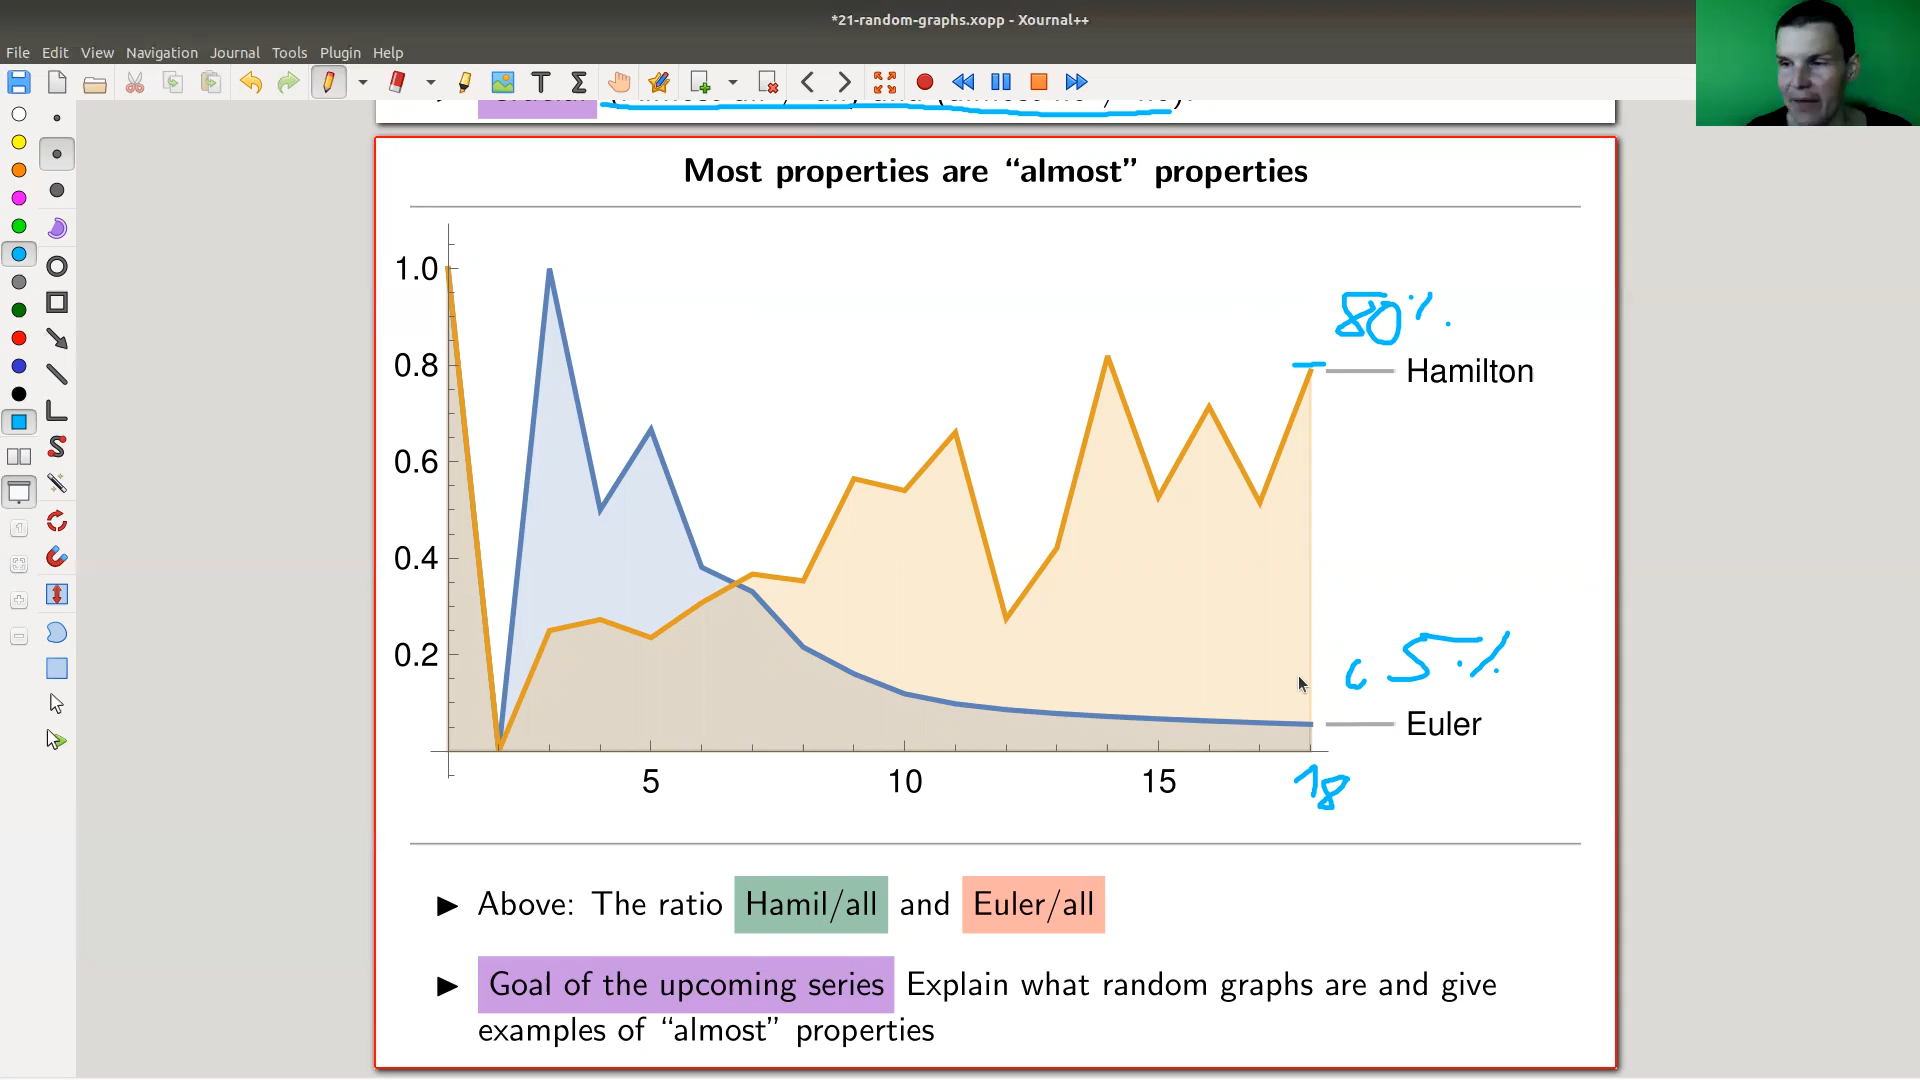 *21-random-graphs.xopp - Xournal++
File Edit View Navigation Journal Tools Plugin Help
Most properties are “almost” properties
1.0
0.8
0.6
0.4
0.2
5 10 15
18
80%
Hamilton
5%
Euler
► Above: The ratio Hamil/all and Euler/all
► Goal of the upcoming series Explain what random graphs are and give
examples of “almost” properties